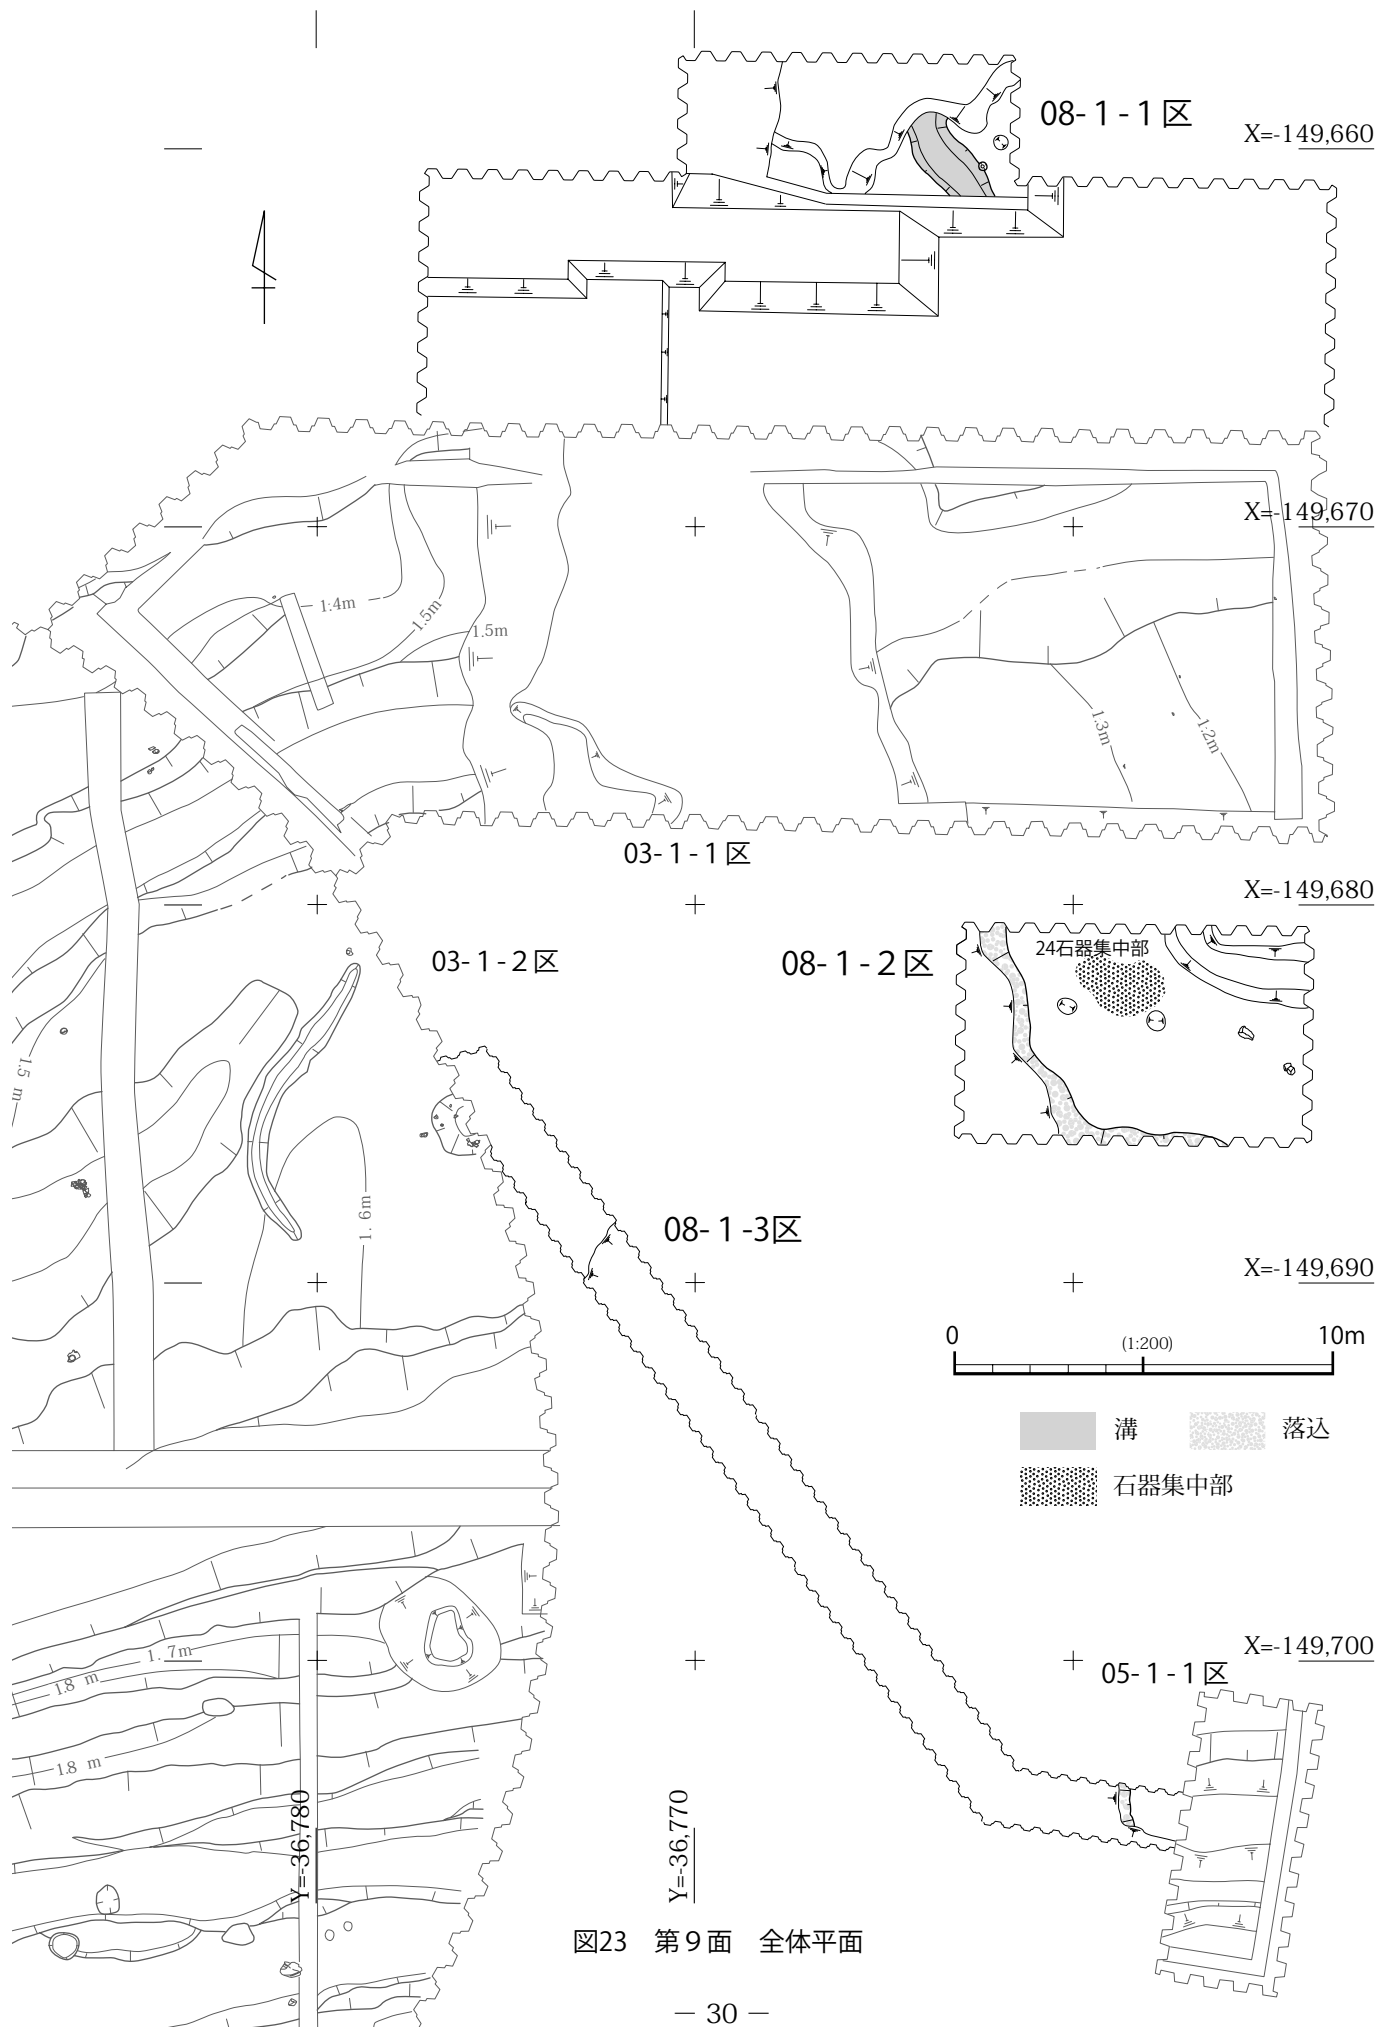 08-1-1区
X=-149,660
X=-149,670
1:4m
1.5m
1.5m
1.3m
1:2m
03-1-1区
X=-149,680
03-1-2区
08-1-2区
24石器集中部
1.5 m
1.6m
08-1-3区
X=-149,690
0
(1:200)
10m
溝
落込
石器集中部
X=-149,700
1.7m
1.8 m
05-1-1区
1.8 m
Y=-36,780
Y=-36,770
図23　第９面　全体平面
― 30 ―